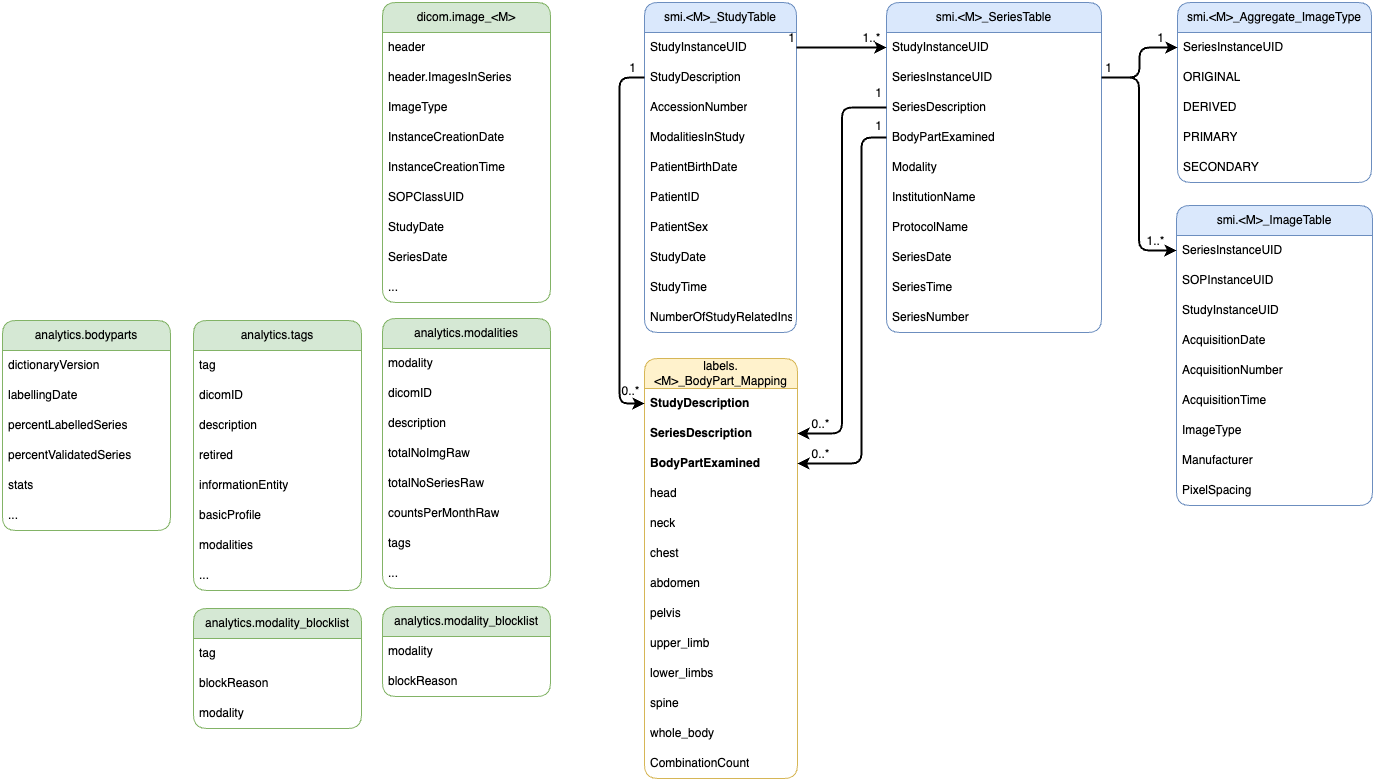 dicom.image_<M>
header
header.ImagesInSeries
ImageType
InstanceCreationDate
InstanceCreationTime
SOPClassUID
StudyDate
SeriesDate
...
smi.<M>_StudyTable
StudyInstanceUID
StudyDescription
AccessionNumber
ModalitiesInStudy
PatientBirthDate
PatientID
PatientSex
StudyDate
StudyTime
NumberOfStudyRelatedIns
1
1..*
1
0..*
smi.<M>_SeriesTable
StudyInstanceUID
SeriesInstanceUID
SeriesDescription
BodyPartExamined
Modality
InstitutionName
ProtocolName
SeriesDate
SeriesTime
SeriesNumber
1
1
0..*
0..*
1
1
1..*
smi.<M>_Aggregate_ImageType
SeriesInstanceUID
ORIGINAL
DERIVED
PRIMARY
SECONDARY
smi.<M>_ImageTable
SeriesInstanceUID
SOPInstanceUID
StudyInstanceUID
AcquisitionDate
AcquisitionNumber
AcquisitionTime
ImageType
Manufacturer
PixelSpacing
analytics.bodyparts
dictionaryVersion
labellingDate
percentLabelledSeries
percentValidatedSeries
stats
...
analytics.tags
tag
dicomID
description
retired
informationEntity
basicProfile
modalities
...
analytics.modalities
modality
dicomID
description
totalNoImgRaw
totalNoSeriesRaw
countsPerMonthRaw
tags
...
labels.
<M>_BodyPart_Mapping
StudyDescription
SeriesDescription
BodyPartExamined
head
neck
chest
abdomen
pelvis
upper_limb
lower_limbs
spine
whole_body
CombinationCount
analytics.modality_blocklist
tag
blockReason
modality
analytics.modality_blocklist
modality
blockReason